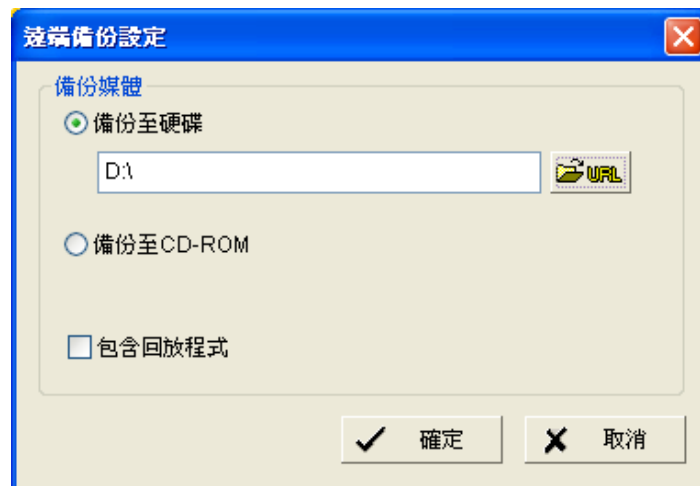 遠端備份設定
備份媒體
備份至硬碟
D:\
URL
備份至CD-ROM
包含回放程式
確定
取消